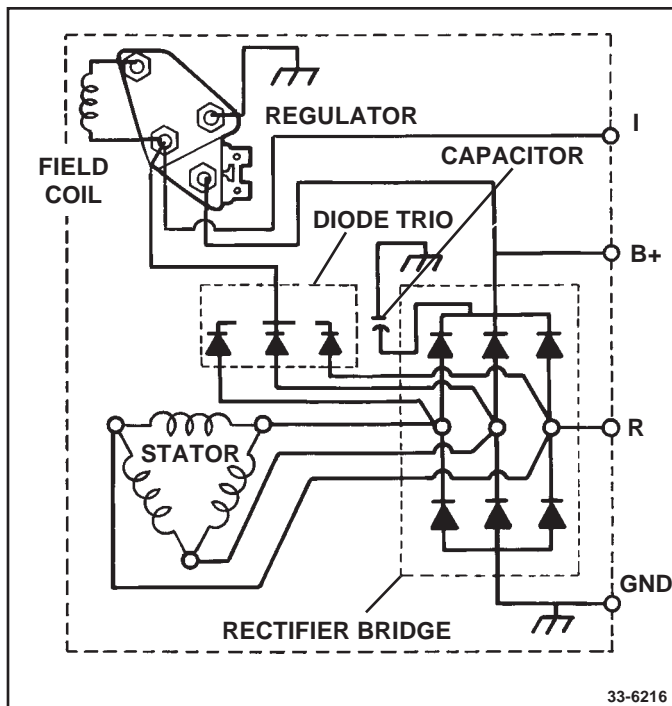 REGULATOR
I
CAPACITOR
FIELD
COIL
DIODE TRIO
B+
STATOR
R
GND
RECTIFIER BRIDGE
33-6216